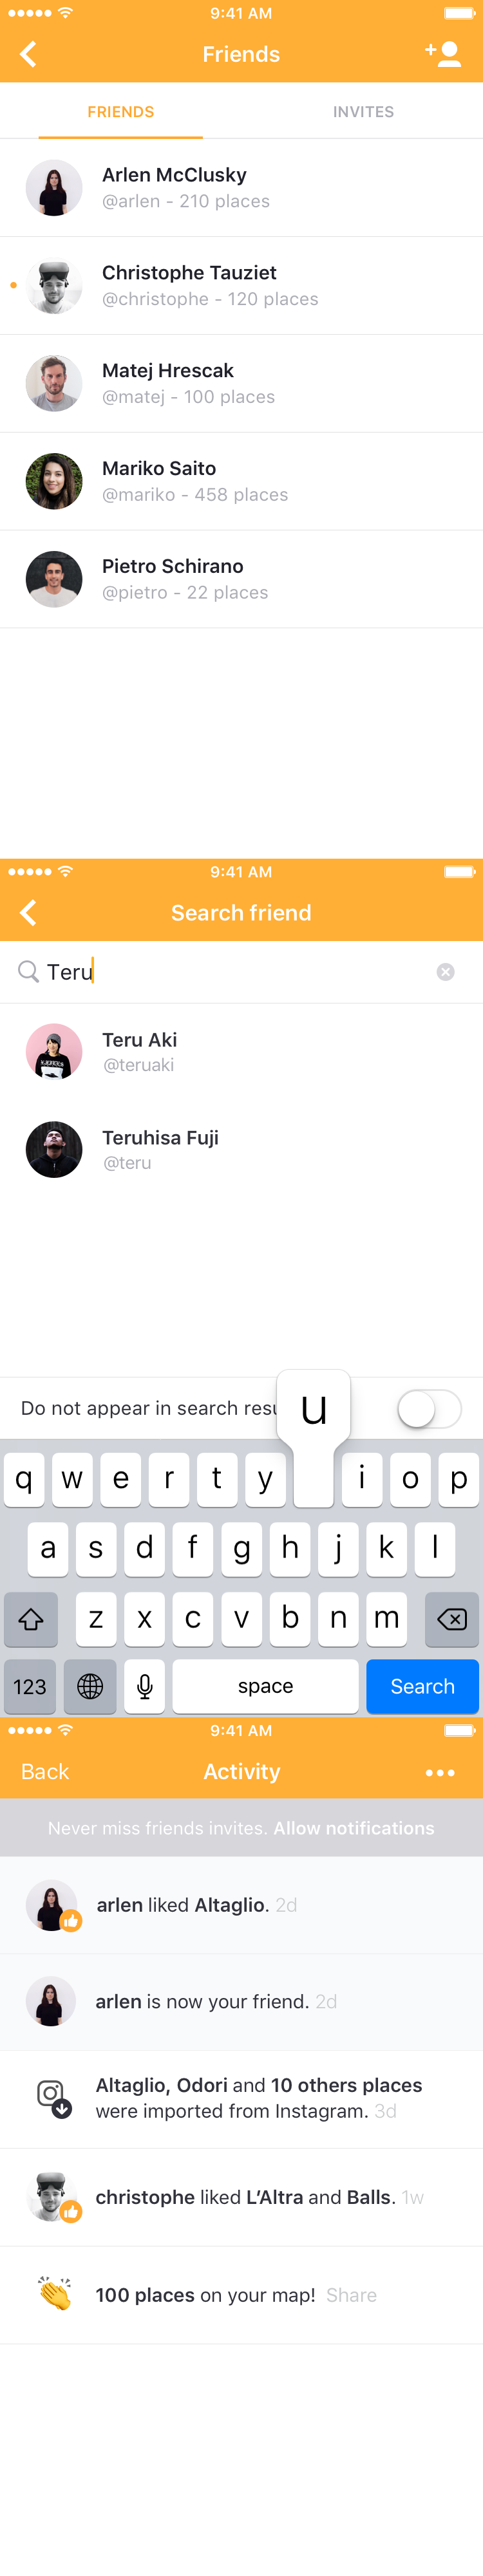 9:41 AM
Friends
FRIENDS
INVITES
Arlen McClusky
@arlen - 210 places
Christophe Tauziet
@christophe - 120 places
Matej Hrescak
@matej - 100 places
Mariko Saito
@mariko - 458 places
Pietro Schirano
@pietro - 22 places
9:41 AM
Search friend
Teru
Teru Aki
@teruaki
Teruhisa Fuji
@teru
Do not appear in search resu
u
q w e r t y i o p
a s d f g h j k l
z x c v b n m
123 space Search
9:41 AM
Back Activity
Never miss friends invites. Allow notifications
arlen liked Altaglio. 2d
arlen is now your friend. 2d
Altaglio, Odori and 10 others places
were imported from Instagram. 3d
christophe liked L’Altra and Balls. 1w
100 places on your map! Share